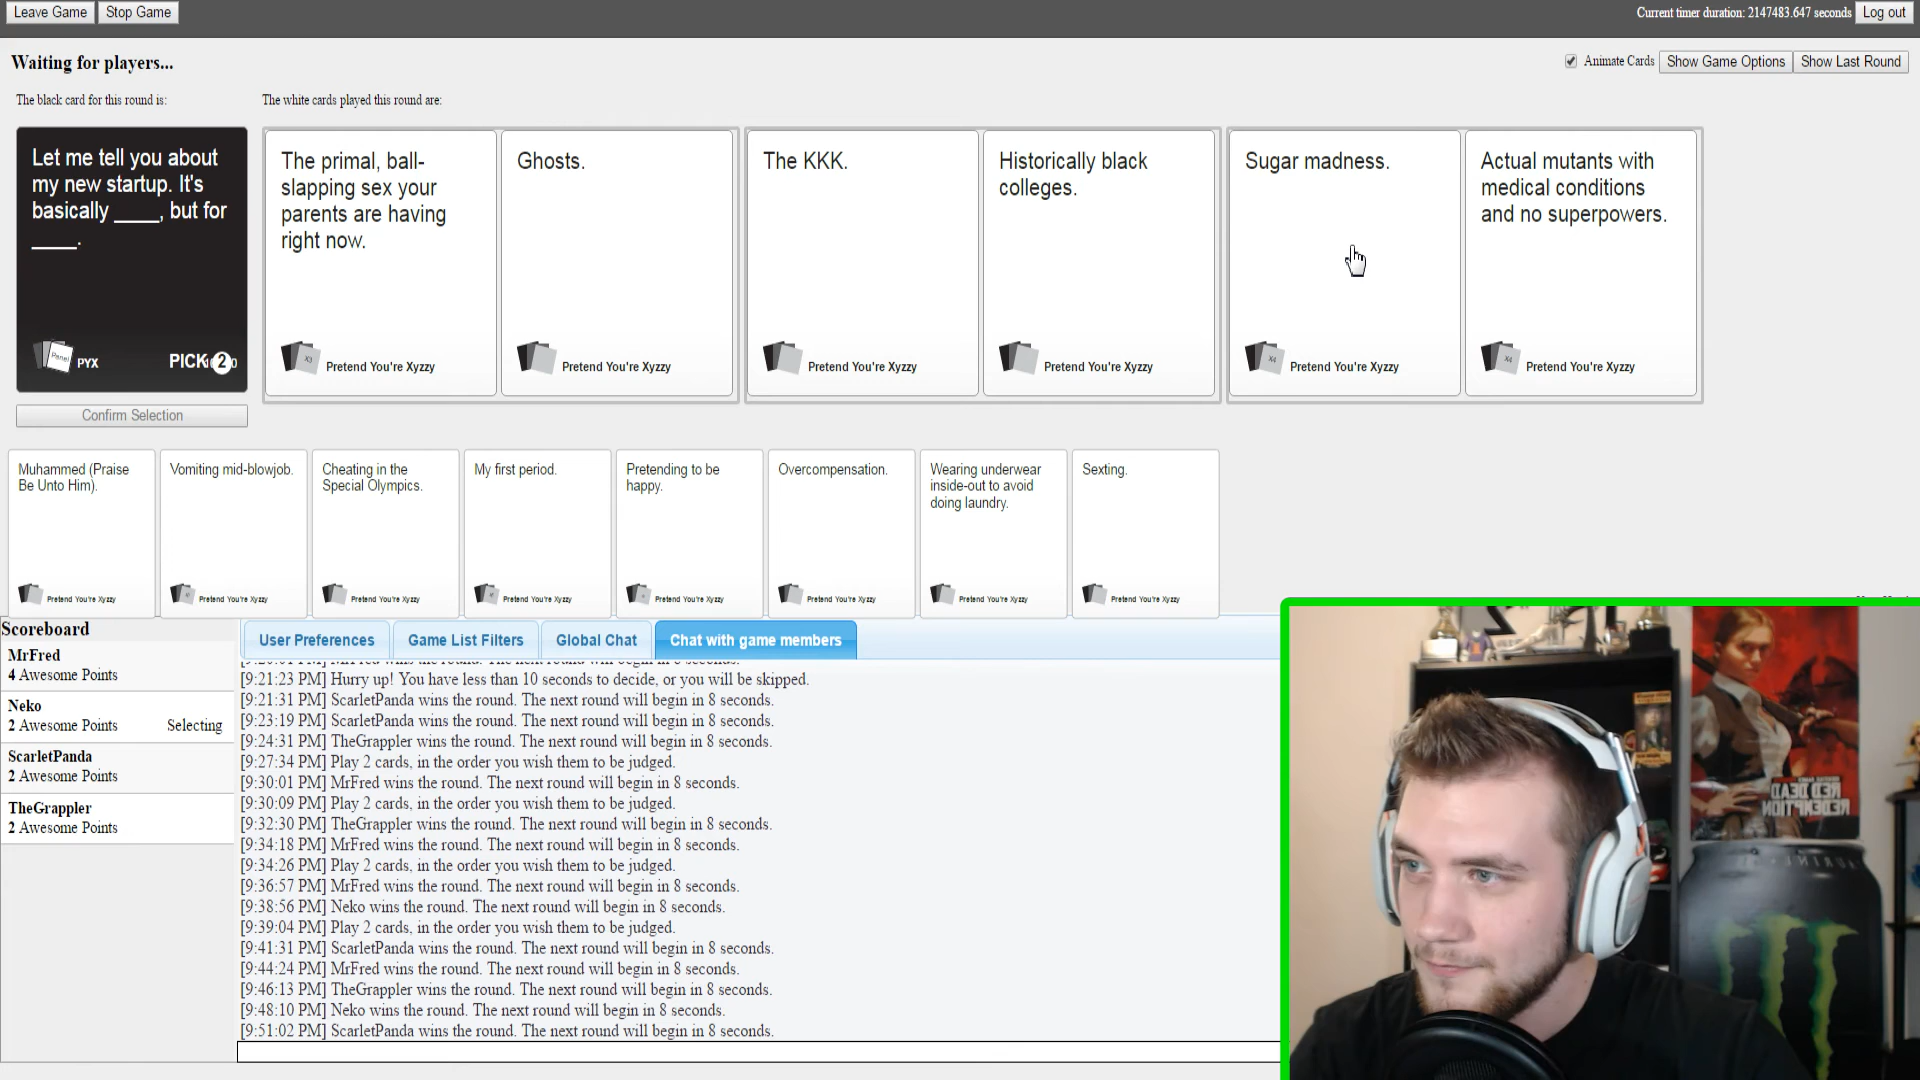 Leave Game
Stop Game
Current timer duration: 2147483.647 seconds
Log out
Waiting for players...
Animate Cards
Show Game Options
Show Last Round
The black card for this round is:
The white cards played this round are:
Let me tell you about
my new startup. It's
basically ____, but for
____.
PYX
PICK 2
Confirm Selection
The primal, ball-
slapping sex your
parents are having
right now.
X3
Pretend You're Xyzzy
Ghosts.
Pretend You're Xyzzy
The KKK.
Pretend You're Xyzzy
Historically black
colleges.
Pretend You're Xyzzy
Sugar madness.
X4
Pretend You're Xyzzy
Actual mutants with
medical conditions
and no superpowers.
X4
Pretend You're Xyzzy
Muhammed (Praise
Be Unto Him).
Pretend You're Xyzzy
Vomiting mid-blowjob.
Pretend You're Xyzzy
Cheating in the
Special Olympics.
Pretend You're Xyzzy
My first period.
Pretend You're Xyzzy
Pretending to be
happy.
Pretend You're Xyzzy
Overcompensation.
Pretend You're Xyzzy
Wearing underwear
inside-out to avoid
doing laundry.
Pretend You're Xyzzy
Sexting.
Pretend You're Xyzzy
Scoreboard
MrFred
4 Awesome Points
Neko
2 Awesome Points Selecting
ScarletPanda
2 Awesome Points
TheGrappler
2 Awesome Points
User Preferences
Game List Filters
Global Chat
Chat with game members
[9:20:01 PM] MrFred wins the round. The next round will begin in 8 seconds.
[9:21:23 PM] Hurry up! You have less than 10 seconds to decide, or you will be skipped.
[9:21:31 PM] ScarletPanda wins the round. The next round will begin in 8 seconds.
[9:23:19 PM] ScarletPanda wins the round. The next round will begin in 8 seconds.
[9:24:31 PM] TheGrappler wins the round. The next round will begin in 8 seconds.
[9:27:34 PM] Play 2 cards, in the order you wish them to be judged.
[9:30:01 PM] MrFred wins the round. The next round will begin in 8 seconds.
[9:30:09 PM] Play 2 cards, in the order you wish them to be judged.
[9:32:30 PM] TheGrappler wins the round. The next round will begin in 8 seconds.
[9:34:18 PM] MrFred wins the round. The next round will begin in 8 seconds.
[9:34:26 PM] Play 2 cards, in the order you wish them to be judged.
[9:36:57 PM] MrFred wins the round. The next round will begin in 8 seconds.
[9:38:56 PM] Neko wins the round. The next round will begin in 8 seconds.
[9:39:04 PM] Play 2 cards, in the order you wish them to be judged.
[9:41:31 PM] ScarletPanda wins the round. The next round will begin in 8 seconds.
[9:44:24 PM] MrFred wins the round. The next round will begin in 8 seconds.
[9:46:13 PM] TheGrappler wins the round. The next round will begin in 8 seconds.
[9:48:10 PM] Neko wins the round. The next round will begin in 8 seconds.
[9:51:02 PM] ScarletPanda wins the round. The next round will begin in 8 seconds.
RED DEAD
REDEMPTION